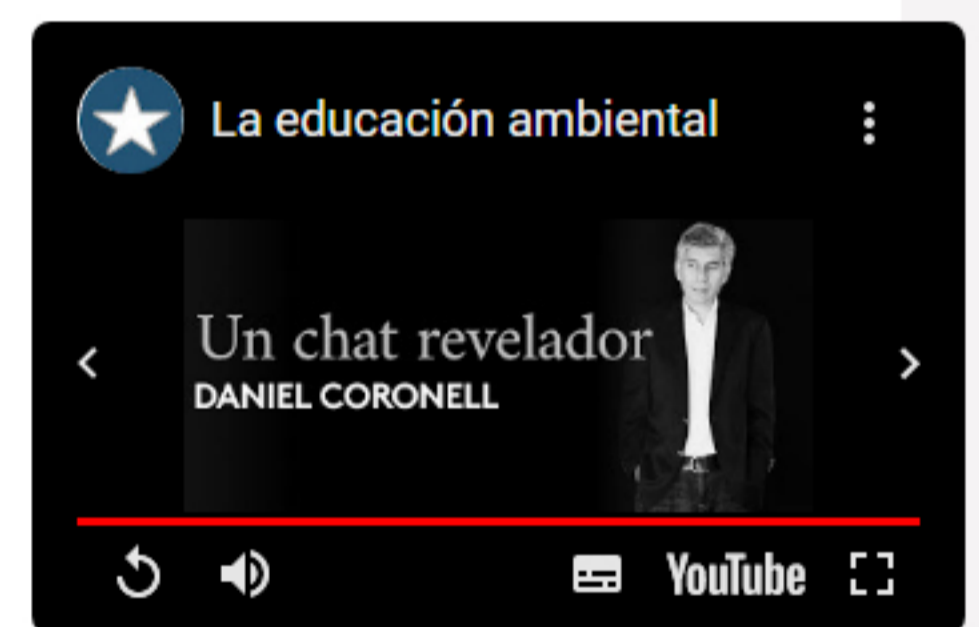 La educación ambiental
Un chat revelador
DANIEL CORONELL
YouTube